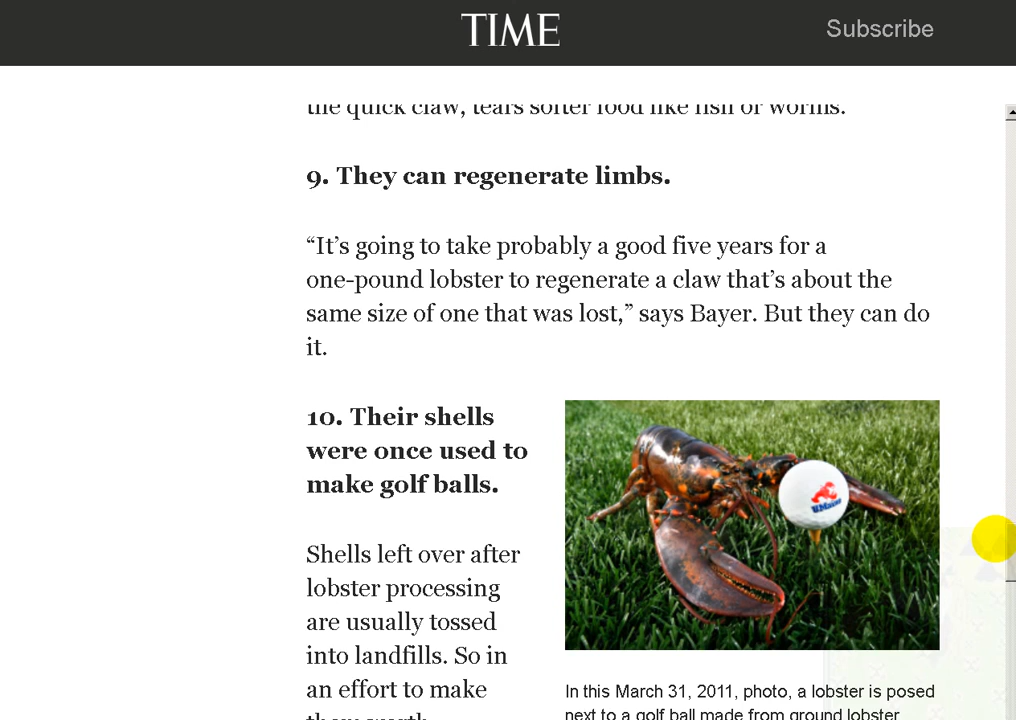 TIME
Subscribe
the quick claw, tears softer food like fish or worms.
9. They can regenerate limbs.
“It’s going to take probably a good five years for a
one-pound lobster to regenerate a claw that’s about the
same size of one that was lost,” says Bayer. But they can do
it.
10. Their shells
were once used to
make golf balls.
UMaine
Shells left over after
lobster processing
are usually tossed
into landfills. So in
an effort to make
them worth
In this March 31, 2011, photo, a lobster is posed
next to a golf ball made from ground lobster